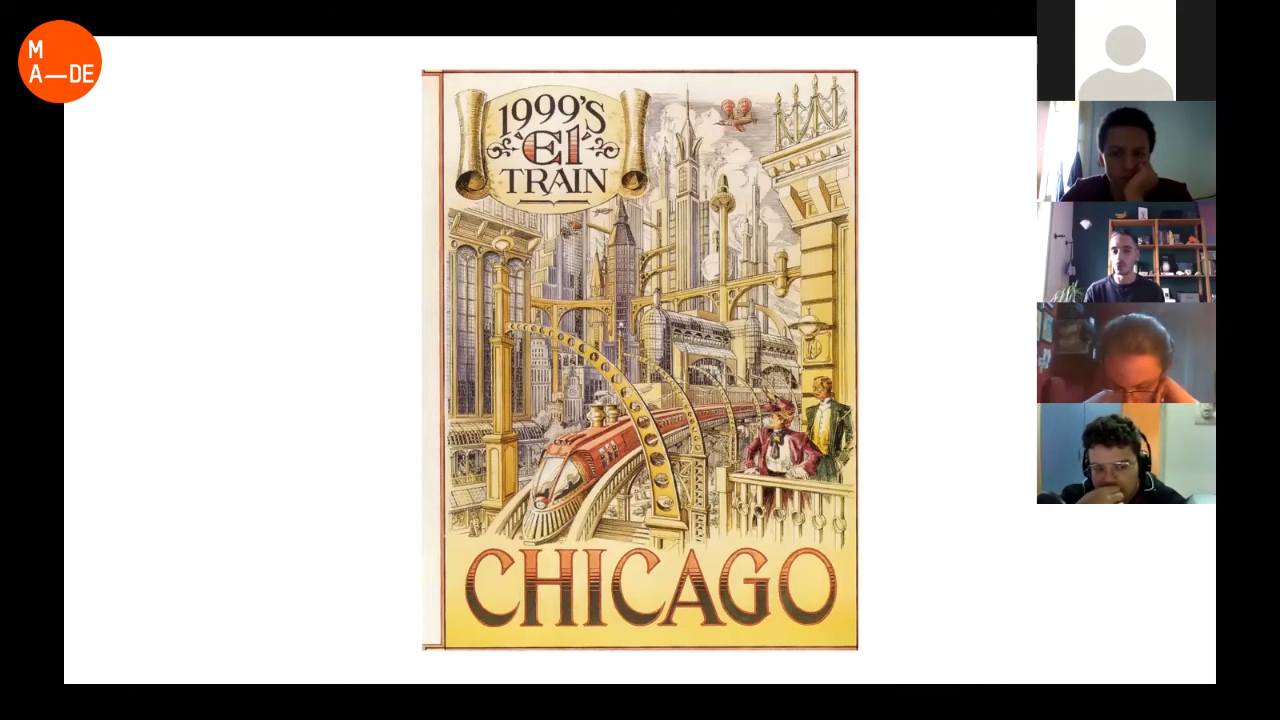 M
A—DE
1999'S
'El'
TRAIN
CHICAGO